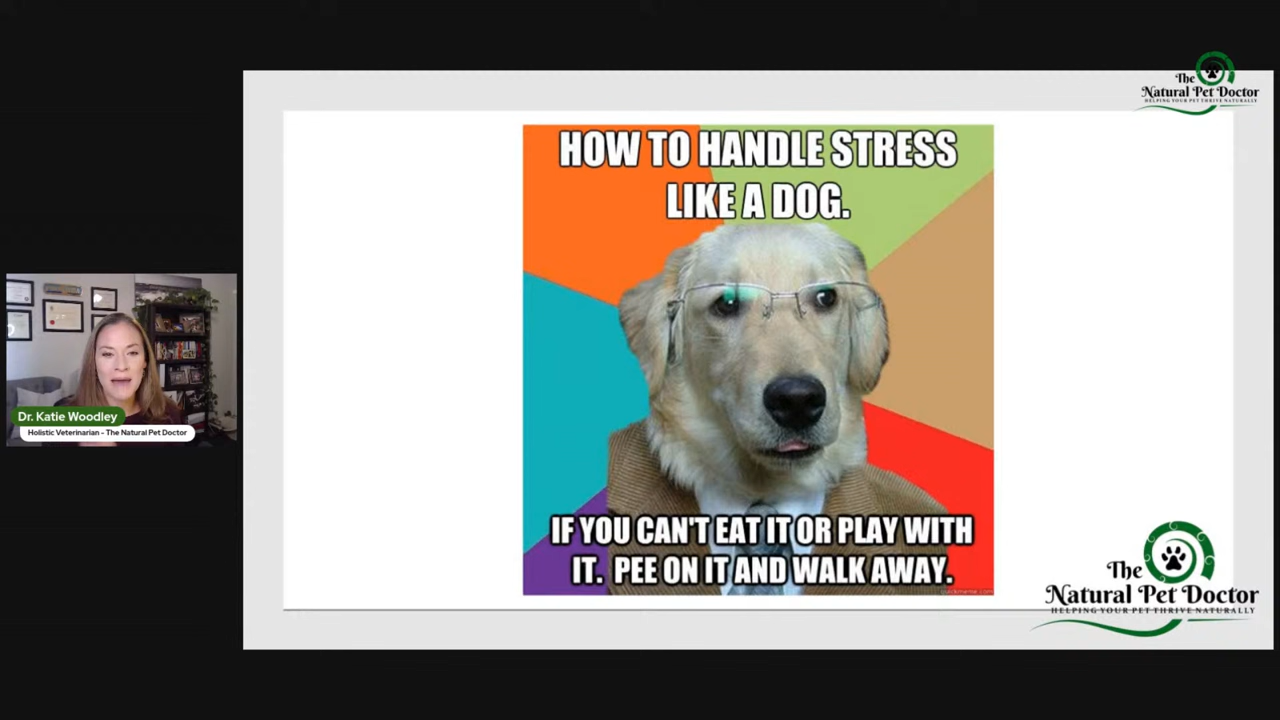 The
Natural Pet Doctor
HELPING YOUR PET THRIVE NATURALLY
HOW TO HANDLE STRESS
LIKE A DOG.
IF YOU CAN'T EAT IT OR PLAY WITH
IT. PEE ON IT AND WALK AWAY.
quickmeme.com
Dr. Katie Woodley
Holistic Veterinarian - The Natural Pet Doctor
The
Natural Pet Doctor
HELPING YOUR PET THRIVE NATURALLY